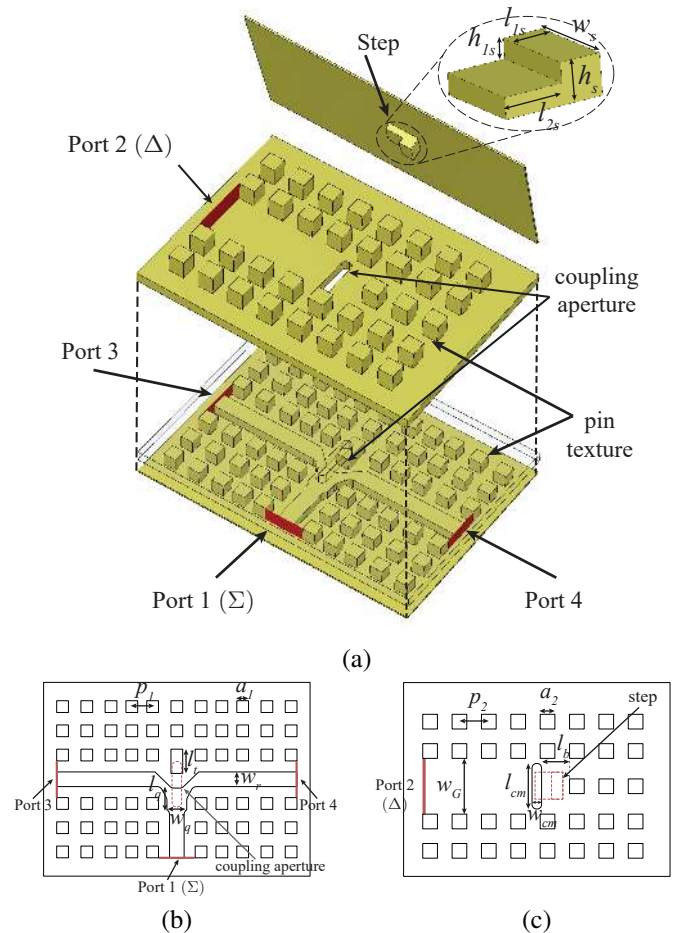 Step
l1s
ws
h1s
hs
l2s
Port 2 (Δ)
coupling
aperture
Port 3
pin
texture
Port 1 (Σ)
Port 4
(a)
p1
a1
lt
lq
wr
wq
Port 3
Port 4
coupling aperture
Port 1 (Σ)
(b)
p2
a2
step
lb
Port 2
(Δ)
wG
lcm
wcm
(c)